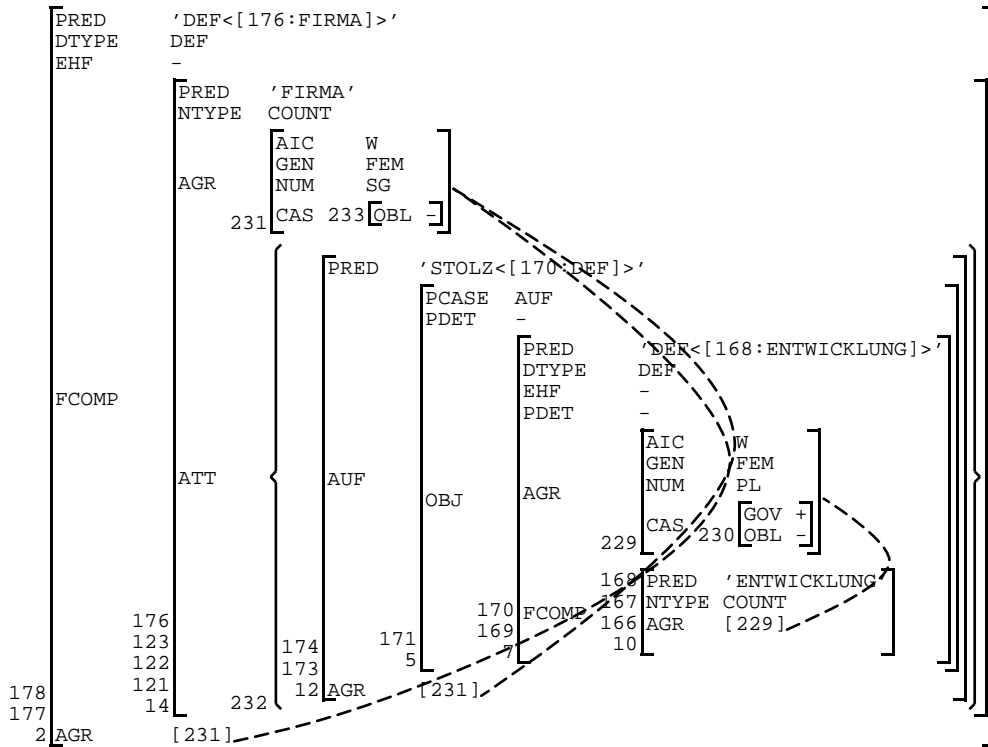 PRED 'DEF<[176:FIRMA]>'
DTYPE DEF
EHF -
PRED 'FIRMA'
NTYPE COUNT
AIC W
GEN FEM
AGR NUM SG
231 CAS 233 OBL -
PRED 'STOLZ<[170:DEF]>'
PCASE AUF
PDET -
PRED 'DEF<[168:ENTWICKLUNG]>'
DTYPE DEF
EHF -
FCOMP
PDET -
AIC W
GEN FEM
ATT AUF NUM PL
OBJ AGR
GOV +
CAS 230 OBL -
229
168 PRED 'ENTWICKLUNG'
170 FCOMP 167 NTYPE COUNT
176 169 166 AGR [229]
123 174 171 7 10
122 173 5
121 12 AGR [231]
178 14 232
177
2 AGR [231]